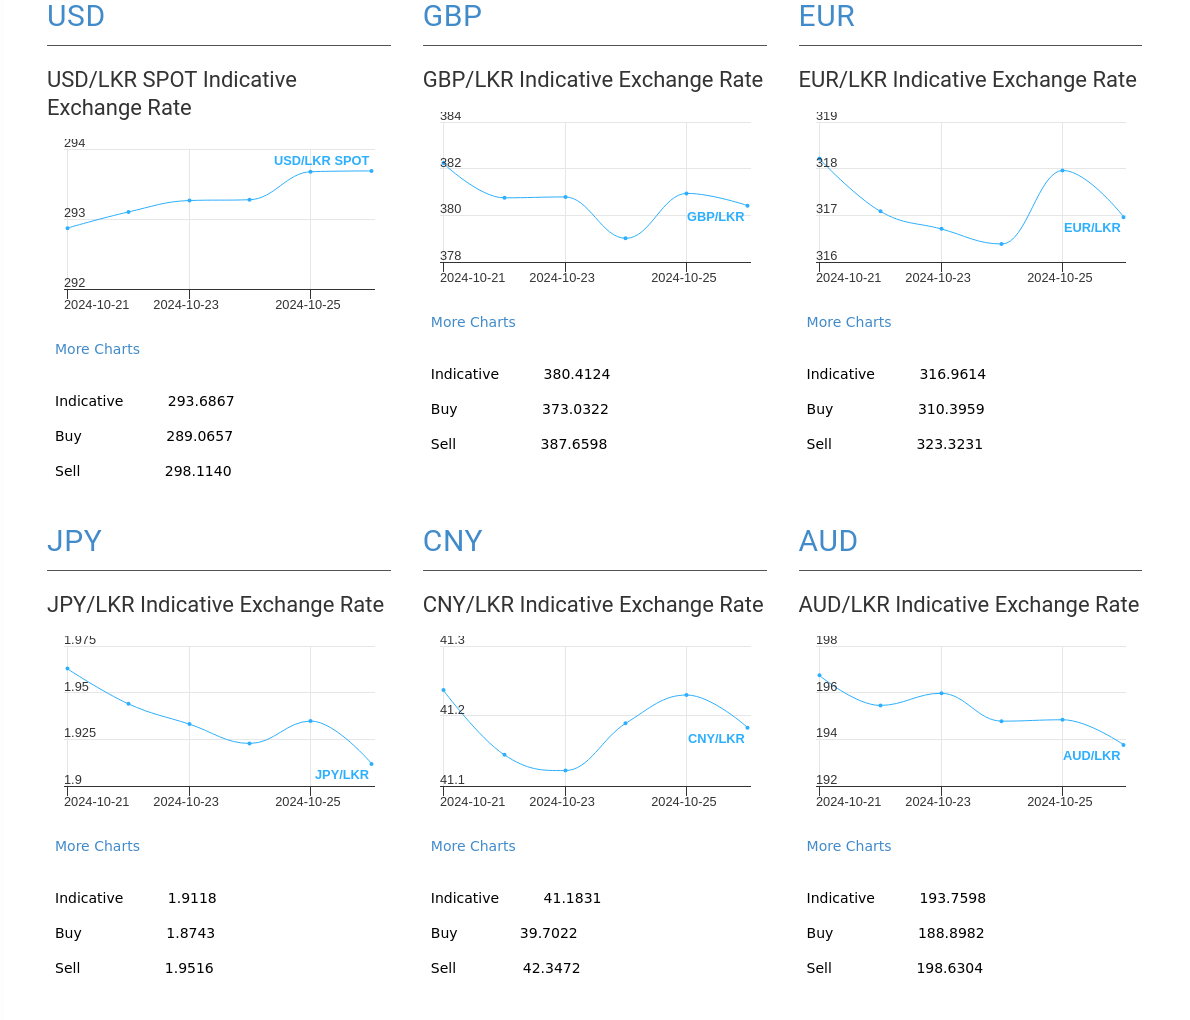 USD
USD/LKR SPOT Indicative
Exchange Rate
294
USD/LKR SPOT
293
292
2024-10-21 2024-10-23 2024-10-25
More Charts
Indicative 293.6867
Buy 289.0657
Sell 298.1140
GBP
GBP/LKR Indicative Exchange Rate
384
382
380
GBP/LKR
378
2024-10-21 2024-10-23 2024-10-25
More Charts
Indicative 380.4124
Buy 373.0322
Sell 387.6598
EUR
EUR/LKR Indicative Exchange Rate
319
318
317
EUR/LKR
316
2024-10-21 2024-10-23 2024-10-25
More Charts
Indicative 316.9614
Buy 310.3959
Sell 323.3231
JPY
JPY/LKR Indicative Exchange Rate
1.975
1.95
1.925
JPY/LKR
1.9
2024-10-21 2024-10-23 2024-10-25
More Charts
Indicative 1.9118
Buy 1.8743
Sell 1.9516
CNY
CNY/LKR Indicative Exchange Rate
41.3
41.2
CNY/LKR
41.1
2024-10-21 2024-10-23 2024-10-25
More Charts
Indicative 41.1831
Buy 39.7022
Sell 42.3472
AUD
AUD/LKR Indicative Exchange Rate
198
196
194
AUD/LKR
192
2024-10-21 2024-10-23 2024-10-25
More Charts
Indicative 193.7598
Buy 188.8982
Sell 198.6304